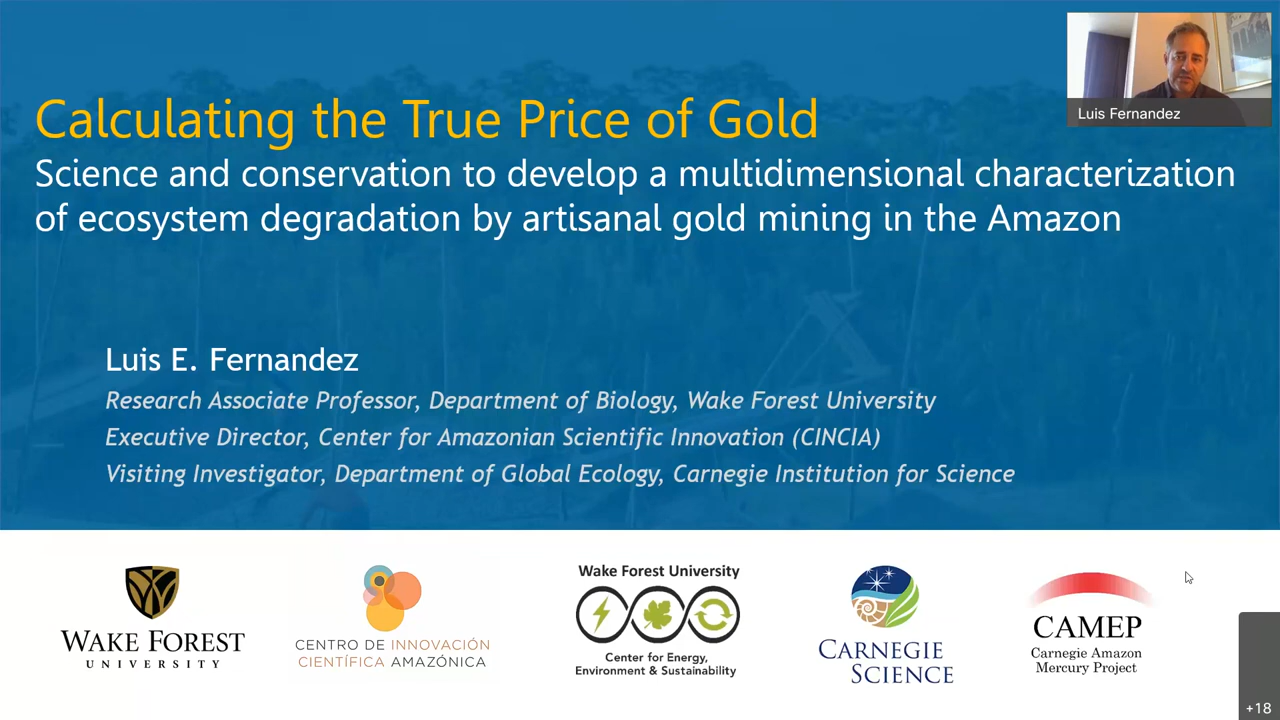 Luis Fernandez
Calculating the True Price of Gold
Science and conservation to develop a multidimensional characterization
of ecosystem degradation by artisanal gold mining in the Amazon
Luis E. Fernandez
Research Associate Professor, Department of Biology, Wake Forest University
Executive Director, Center for Amazonian Scientific Innovation (CINCIA)
Visiting Investigator, Department of Global Ecology, Carnegie Institution for Science
WAKE FOREST
UNIVERSITY
CENTRO DE INNOVACIÓN
CIENTÍFICA AMAZÓNICA
Wake Forest University
Center for Energy,
Environment & Sustainability
CARNEGIE
SCIENCE
CAMEP
Carnegie Amazon
Mercury Project
+18